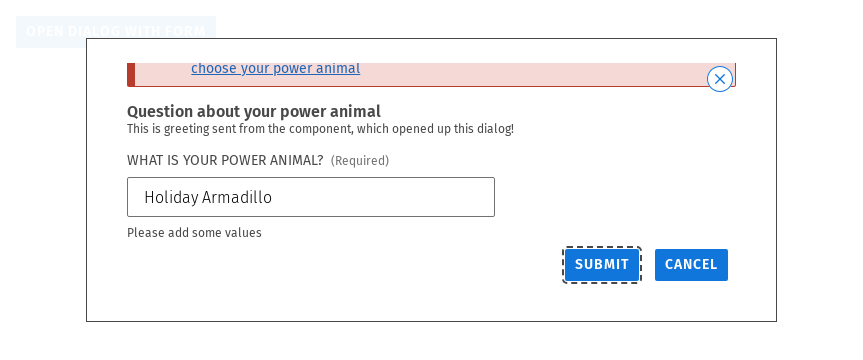 OPEN DIALOG WITH FORM
choose your power animal
Question about your power animal
This is greeting sent from the component, which opened up this dialog!
WHAT IS YOUR POWER ANIMAL? (Required)
Holiday Armadillo
Please add some values
SUBMIT CANCEL